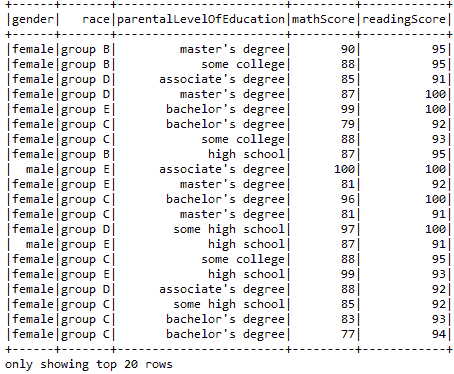 +------+-------+------------------------+---------+------------+
|gender|   race|parentalLevelOfEducation|mathScore|readingScore|
+------+-------+------------------------+---------+------------+
|female|group B|         master's degree|       90|          95|
|female|group B|            some college|       88|          95|
|female|group D|      associate's degree|       85|          91|
|female|group D|         master's degree|       87|         100|
|female|group E|       bachelor's degree|       99|         100|
|female|group C|       bachelor's degree|       79|          92|
|female|group C|            some college|       88|          93|
|female|group B|             high school|       87|          95|
|  male|group E|      associate's degree|      100|         100|
|female|group E|         master's degree|       81|          92|
|female|group C|       bachelor's degree|       96|         100|
|female|group C|         master's degree|       81|          91|
|female|group D|        some high school|       97|         100|
|  male|group E|             high school|       87|          91|
|female|group C|            some college|       88|          95|
|female|group E|             high school|       99|          93|
|female|group D|      associate's degree|       88|          92|
|female|group C|        some high school|       85|          92|
|female|group C|       bachelor's degree|       83|          93|
|female|group C|       bachelor's degree|       77|          94|
+------+-------+------------------------+---------+------------+
only showing top 20 rows